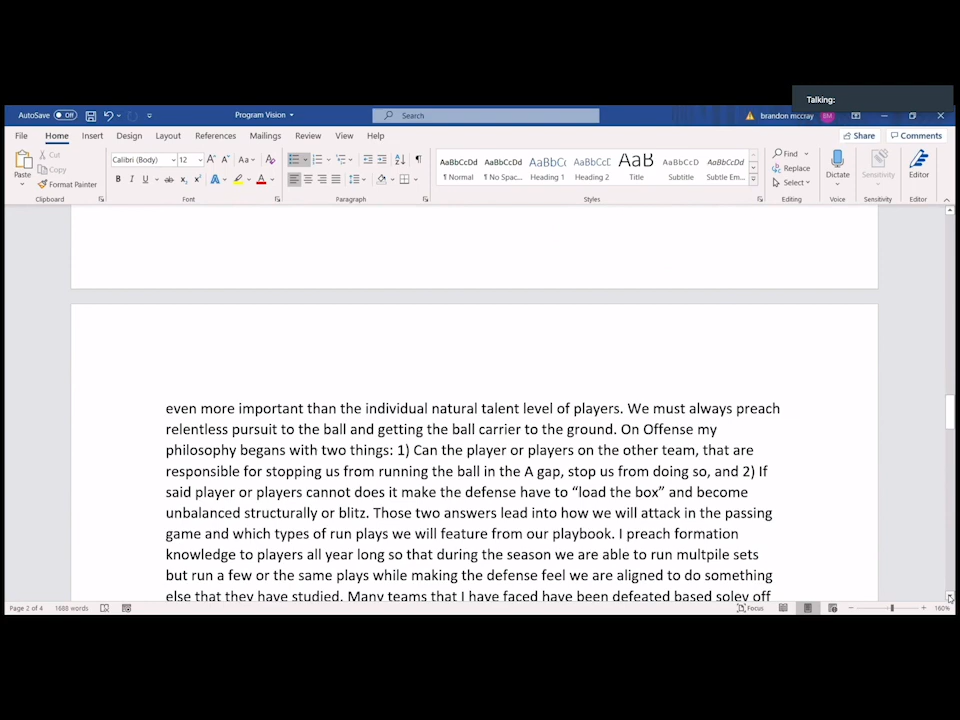 Talking:
AutoSave Off Program Vision Search brandon mccray BM
File Home Insert Design Layout References Mailings Review View Help Share Comments
Paste Cut Copy Format Painter
Calibri (Body) 12
AaBbCcDd AaBbCcDd AaBbCc AaBbCcC AaB AaBbCcD AaBbCcDd
1 Normal 1 No Spac... Heading 1 Heading 2 Title Subtitle Subtle Em...
Find Replace Select
Dictate Sensitivity Editor
Clipboard Font Paragraph Styles Editing Voice Sensitivity Editor
even more important than the individual natural talent level of players. We must always preach
relentless pursuit to the ball and getting the ball carrier to the ground. On Offense my
philosophy begans with two things: 1) Can the player or players on the other team, that are
responsible for stopping us from running the ball in the A gap, stop us from doing so, and 2) If
said player or players cannot does it make the defense have to “load the box” and become
unbalanced structurally or blitz. Those two answers lead into how we will attack in the passing
game and which types of run plays we will feature from our playbook. I preach formation
knowledge to players all year long so that during the season we are able to run multpile sets
but run a few or the same plays while making the defense feel we are aligned to do something
else that they have studied. Many teams that I have faced have been defeated based soley off
Page 2 of 4 1688 words Focus 160%